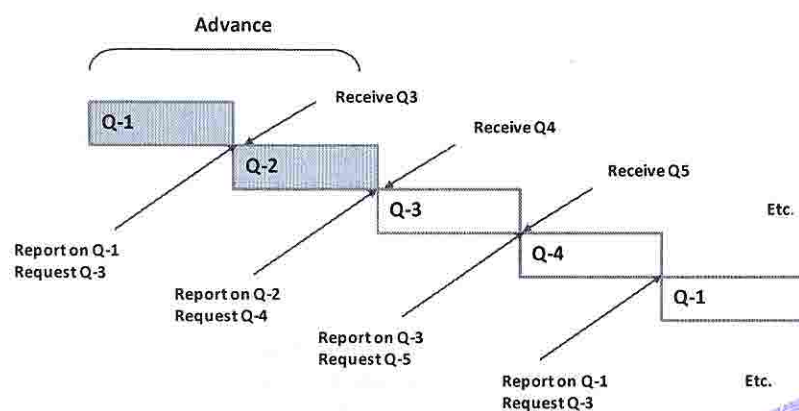 Advance
Receive Q3
Q-1
Receive Q4
Q-2
Receive Q5
Q-3
Etc.
Report on Q-1
Request Q-3
Q-4
Report on Q-2
Request Q-4
Q-1
Report on Q-3
Request Q-5
Report on Q-1
Request Q-3
Etc.